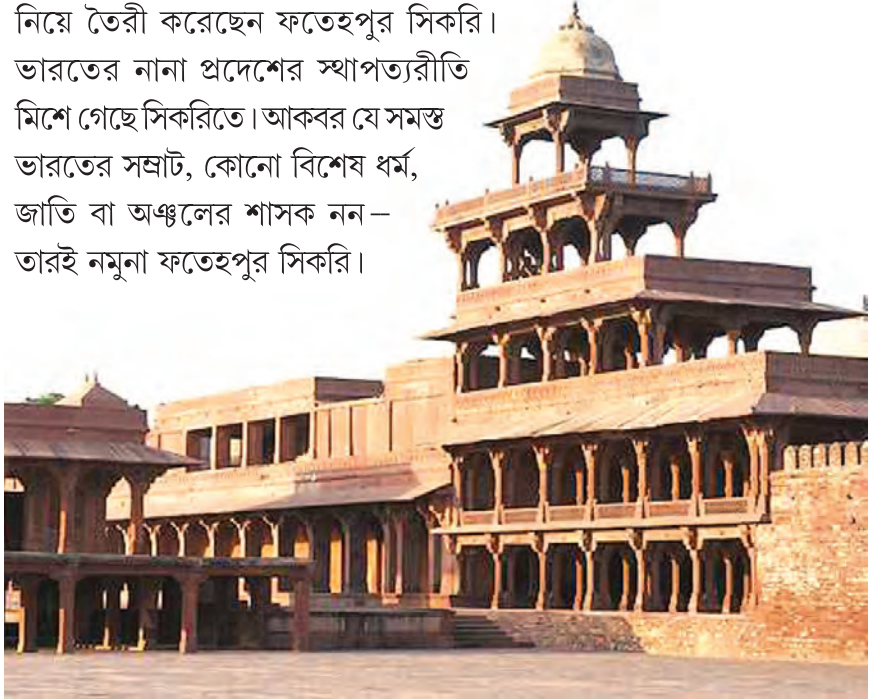 নিয়ে তৈরী করেছেন ফতেহপুর সিকরি।
ভারতের নানা প্রদেশের স্থাপত্যরীতি
মিশে গেছে সিকরিতে। আকবর যে সমস্ত
ভারতের সম্রাট, কোনো বিশেষ ধর্ম,
জাতি বা অঞ্চলের শাসক নন –
তারই নমুনা ফতেহপুর সিকরি।